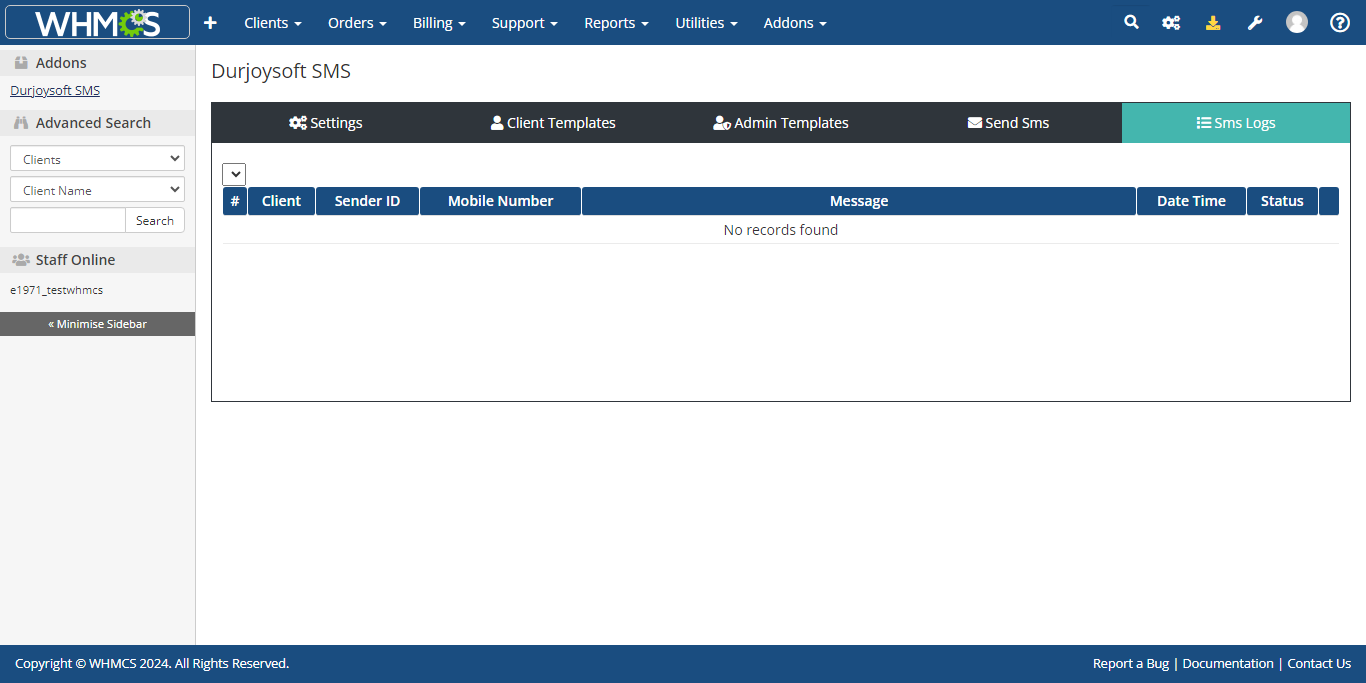 WHMCS Clients Orders Billing Support Reports Utilities Addons
Addons
Durjoysoft SMS
Advanced Search
Clients
Client Name
Search
Staff Online
e1971_testwhmcs
« Minimise Sidebar
Durjoysoft SMS
Settings Client Templates Admin Templates Send Sms Sms Logs
# Client Sender ID Mobile Number Message Date Time Status
No records found
Copyright © WHMCS 2024. All Rights Reserved.
Report a Bug | Documentation | Contact Us